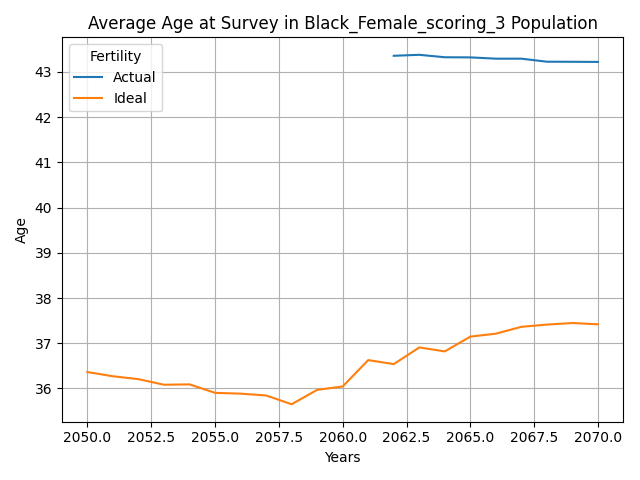 Average Age at Survey in Black_Female_scoring_3 Population
Fertility
Actual
Ideal
43
42
41
40
39
38
37
36
Age
2050.0 2052.5 2055.0 2057.5 2060.0 2062.5 2065.0 2067.5 2070.0
Years